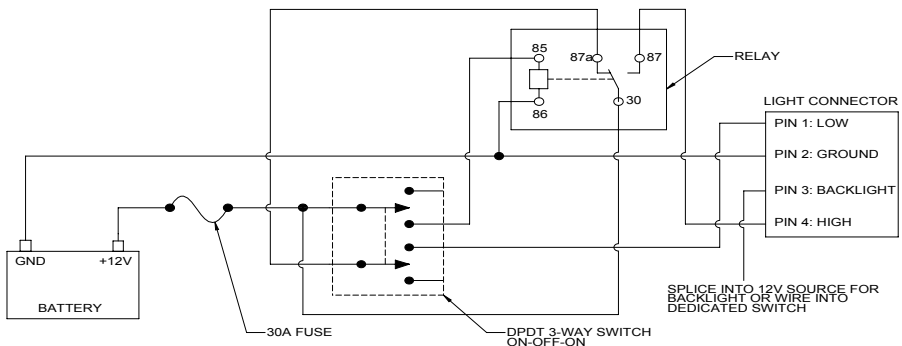 85
87a
87
RELAY
86
30
LIGHT CONNECTOR
PIN 1: LOW
PIN 2: GROUND
PIN 3: BACKLIGHT
PIN 4: HIGH
GND
+12V
BATTERY
30A FUSE
DPDT 3-WAY SWITCH
ON-OFF-ON
SPLICE INTO 12V SOURCE FOR
BACKLIGHT OR WIRE INTO
DEDICATED SWITCH